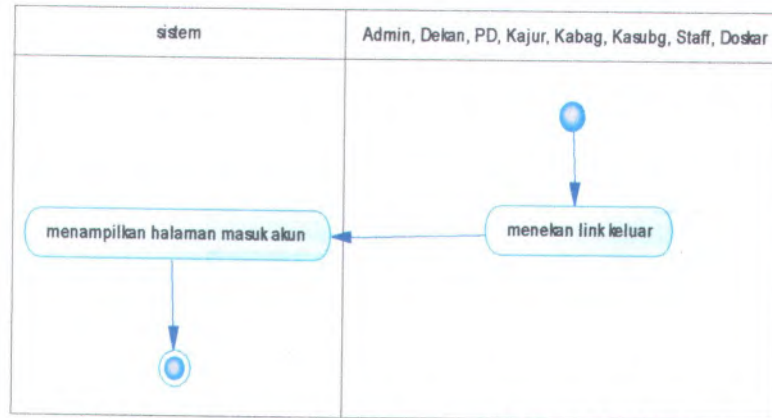 sistem
Admin, Dekan, PD, Kajur, Kabag, Kasubg, Staff, Doskar
menampilkan halaman masuk akun
menekan link keluar